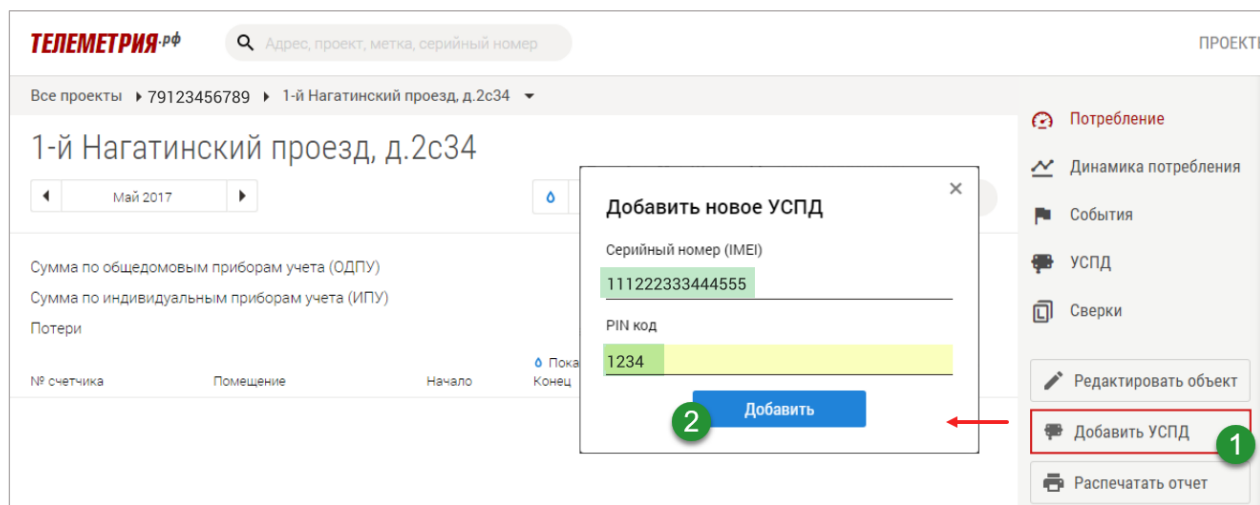 ТЕЛЕМЕТРИЯ.РФ
Адрес, проект, метка, серийный номер
ПРОЕКТЫ
Все проекты 79123456789 1-й Нагатинский проезд, д.2с34
1-й Нагатинский проезд, д.2с34
Май 2017
Сумма по общедомовым приборам учета (ОДПУ)
Сумма по индивидуальным приборам учета (ИПУ)
Потери
Пока
№ счетчика Помещение Начало Конец
Добавить новое УСПД
Серийный номер (IMEI)
111222333444555
PIN код
1234
2 Добавить
Потребление
Динамика потребления
События
УСПД
Сверки
Редактировать объект
Добавить УСПД 1
Распечатать отчет